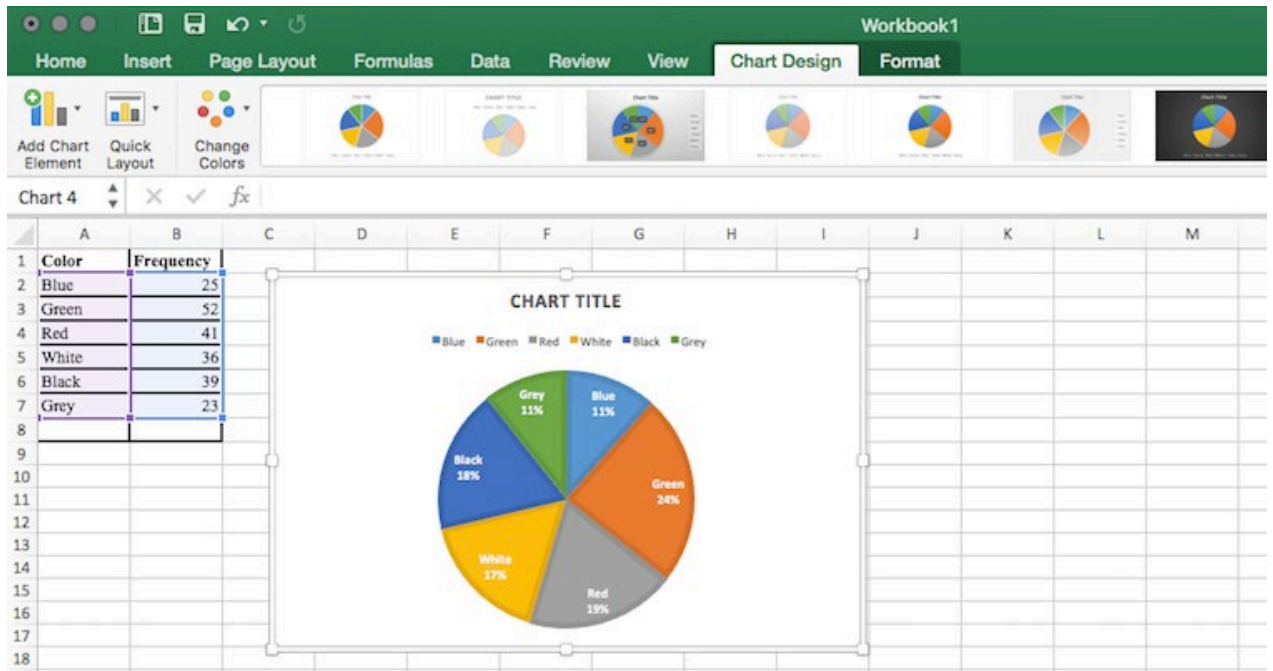 Workbook1
Home Insert Page Layout Formulas Data Review View Chart Design Format
Add Chart Element
Quick Layout
Change Colors
Chart 4 fx
A B C D E F G H I J K L M
1 Color Frequency
2 Blue 25
3 Green 52
4 Red 41
5 White 36
6 Black 39
7 Grey 23
8
9
10
11
12
13
14
15
16
17
18
CHART TITLE
Blue Green Red White Black Grey
Grey 11%
Blue 11%
Black 18%
Green 24%
White 17%
Red 19%